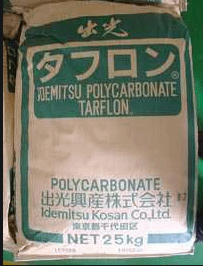 出光
タフロン®
IDEMITSU POLYCARBONATE
TARFLON
POLYCARBONATE
出光興産株式会社
Idemitsu Kosan Co.,Ltd.
東京都千代田区
NET 25kg